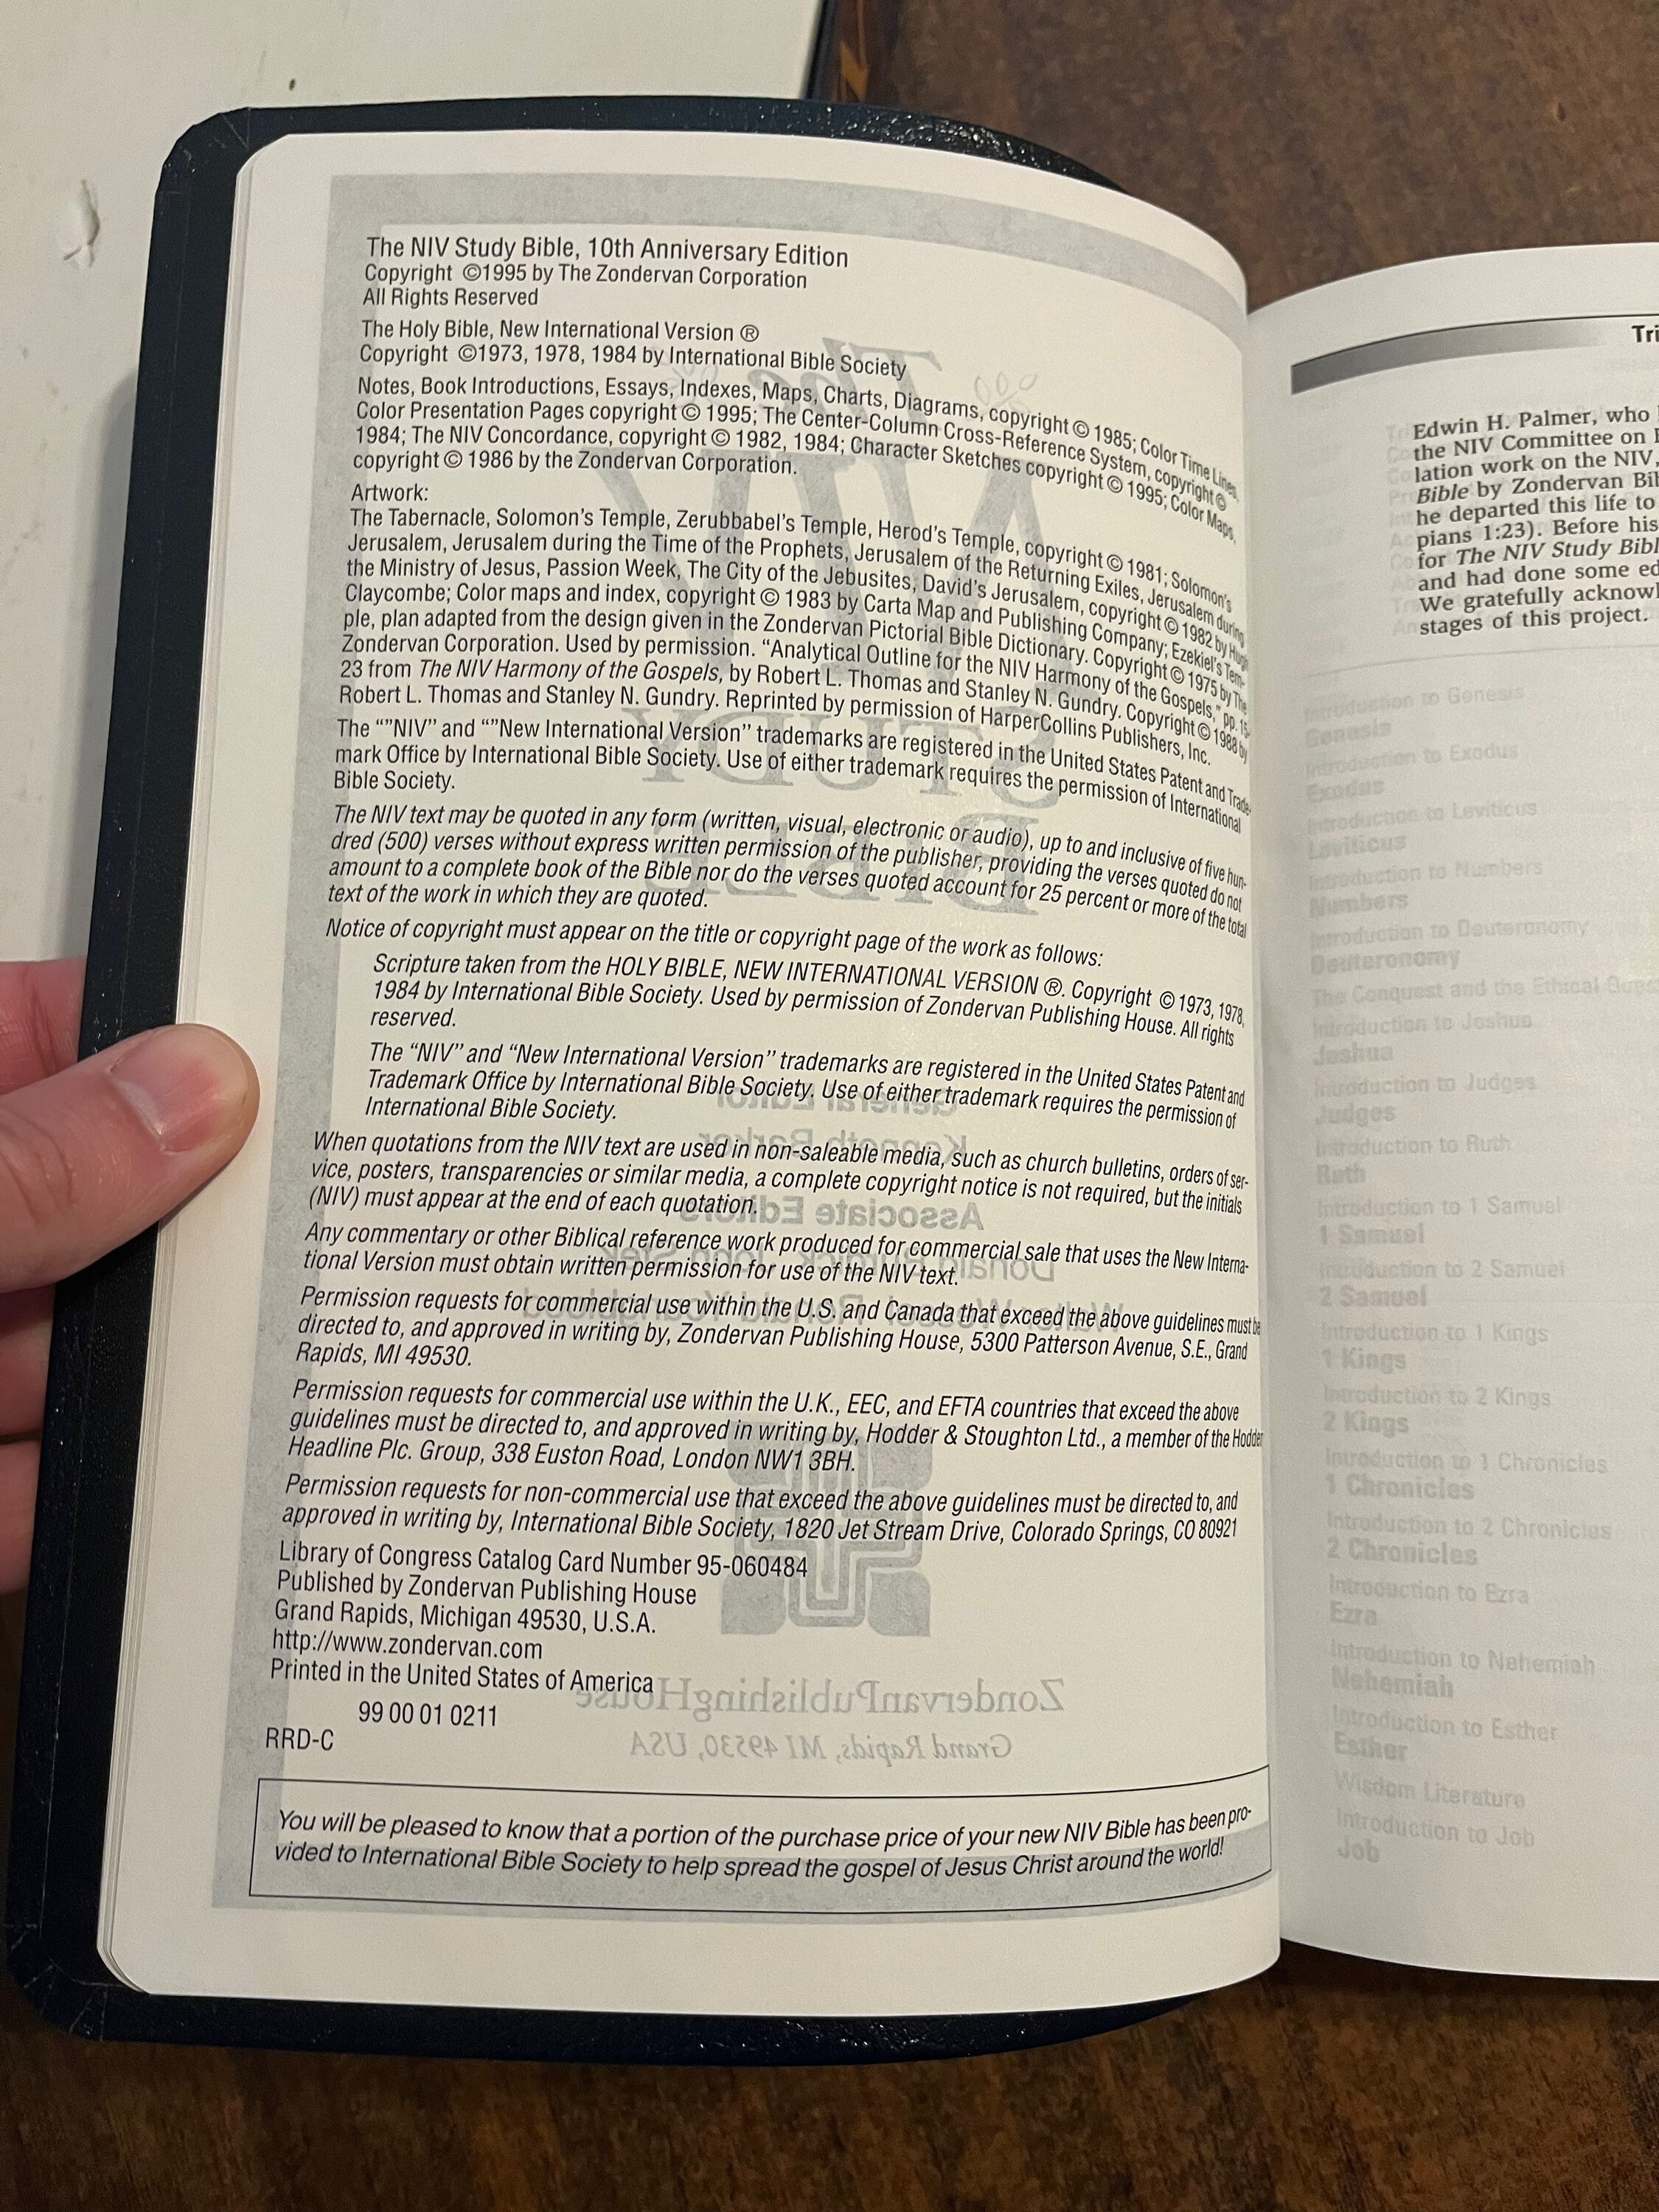 The NIV Study Bible, 10th Anniversary Edition
Copyright ©1995 by The Zondervan Corporation
All Rights Reserved
The Holy Bible, New International Version ®
Copyright ©1973, 1978, 1984 by International Bible Society
Notes, Book Introductions, Essays, Indexes, Maps, Charts, Diagrams, copyright © 1985; Color Time Lines,
Color Presentation Pages copyright © 1995; The Center-Column Cross-Reference System, copyright ©
1984; The NIV Concordance, copyright © 1982, 1984; Character Sketches copyright © 1995; Color Maps,
copyright © 1986 by the Zondervan Corporation.
Artwork:
The Tabernacle, Solomon's Temple, Zerubbabel's Temple, Herod's Temple, copyright © 1981; Solomon's
Jerusalem, Jerusalem during the Time of the Prophets, Jerusalem of the Returning Exiles, Jerusalem during
the Ministry of Jesus, Passion Week, The City of the Jebusites, David's Jerusalem, copyright © 1982 by Hugh
Claycombe; Color maps and index, copyright © 1983 by Carta Map and Publishing Company; Ezekiel's Tem-
ple, plan adapted from the design given in the Zondervan Pictorial Bible Dictionary. Copyright © 1975 by The
Zondervan Corporation. Used by permission. “Analytical Outline for the NIV Harmony of the Gospels,” pp. 15-
23 from The NIV Harmony of the Gospels, by Robert L. Thomas and Stanley N. Gundry. Copyright © 1988 by
Robert L. Thomas and Stanley N. Gundry. Reprinted by permission of HarperCollins Publishers, Inc.
The “”NIV” and “”New International Version” trademarks are registered in the United States Patent and Trade-
mark Office by International Bible Society. Use of either trademark requires the permission of International
Bible Society.
The NIV text may be quoted in any form (written, visual, electronic or audio), up to and inclusive of five hun-
dred (500) verses without express written permission of the publisher, providing the verses quoted do not
amount to a complete book of the Bible nor do the verses quoted account for 25 percent or more of the total
text of the work in which they are quoted.
Notice of copyright must appear on the title or copyright page of the work as follows:
Scripture taken from the HOLY BIBLE, NEW INTERNATIONAL VERSION ®. Copyright ©1973, 1978,
1984 by International Bible Society. Used by permission of Zondervan Publishing House. All rights
reserved.
The “NIV” and “New International Version” trademarks are registered in the United States Patent and
Trademark Office by International Bible Society. Use of either trademark requires the permission of
International Bible Society.
When quotations from the NIV text are used in non-saleable media, such as church bulletins, orders of ser-
vice, posters, transparencies or similar media, a complete copyright notice is not required, but the initials
(NIV) must appear at the end of each quotation.
Any commentary or other Biblical reference work produced for commercial sale that uses the New Interna-
tional Version must obtain written permission for use of the NIV text.
Permission requests for commercial use within the U.S. and Canada that exceed the above guidelines must be
directed to, and approved in writing by, Zondervan Publishing House, 5300 Patterson Avenue, S.E., Grand
Rapids, MI 49530.
Permission requests for commercial use within the U.K., EEC, and EFTA countries that exceed the above
guidelines must be directed to, and approved in writing by, Hodder & Stoughton Ltd., a member of the Hodder
Headline Plc. Group, 338 Euston Road, London NW1 3BH.
Permission requests for non-commercial use that exceed the above guidelines must be directed to, and
approved in writing by, International Bible Society, 1820 Jet Stream Drive, Colorado Springs, CO 80921
Library of Congress Catalog Card Number 95-060484
Published by Zondervan Publishing House
Grand Rapids, Michigan 49530, U.S.A.
http://www.zondervan.com
Printed in the United States of America
99 00 01 0211
RRD-C
You will be pleased to know that a portion of the purchase price of your new NIV Bible has been pro-
vided to International Bible Society to help spread the gospel of Jesus Christ around the world!
The
NIV
STUDY
BIBLE
General Editor
Kenneth Barker
Associate Editors
Donald Burdick, John Stek
Walter Wessel, Ronald Youngblood
ZondervanPublishingHouse
Grand Rapids, MI 49530, USA
Edwin H. Palmer, who
the NIV Committee on
lation work on the NIV,
Bible by Zondervan
he departed this life to
pians 1:23). Before his
for The NIV Study
and had done some
We gratefully
stages of this project.
Introduction to Genesis
Genesis
Introduction to Exodus
Exodus
Introduction to Leviticus
Leviticus
Introduction to Numbers
Numbers
Introduction to Deuteronomy
Deuteronomy
The Conquest and the Ethical
Introduction to Joshua
Joshua
Introduction to Judges
Judges
Introduction to Ruth
Ruth
Introduction to 1 Samuel
1 Samuel
Introduction to 2 Samuel
2 Samuel
Introduction to 1 Kings
1 Kings
Introduction to 2 Kings
2 Kings
Introduction to 1 Chronicles
1 Chronicles
Introduction to 2 Chronicles
2 Chronicles
Introduction to Ezra
Ezra
Introduction to Nehemiah
Nehemiah
Introduction to Esther
Esther
Wisdom Literature
Introduction to Job
Job